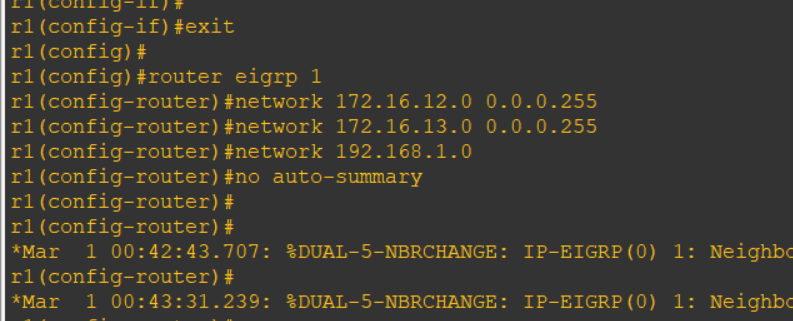 r1(config-if)#
r1(config-if)#exit
r1(config)#
r1(config)#router eigrp 1
r1(config-router)#network 172.16.12.0 0.0.0.255
r1(config-router)#network 172.16.13.0 0.0.0.255
r1(config-router)#network 192.168.1.0
r1(config-router)#no auto-summary
r1(config-router)#
r1(config-router)#
*Mar  1 00:42:43.707: %DUAL-5-NBRCHANGE: IP-EIGRP(0) 1: Neighbo
r1(config-router)#
*Mar  1 00:43:31.239: %DUAL-5-NBRCHANGE: IP-EIGRP(0) 1: Neighbo